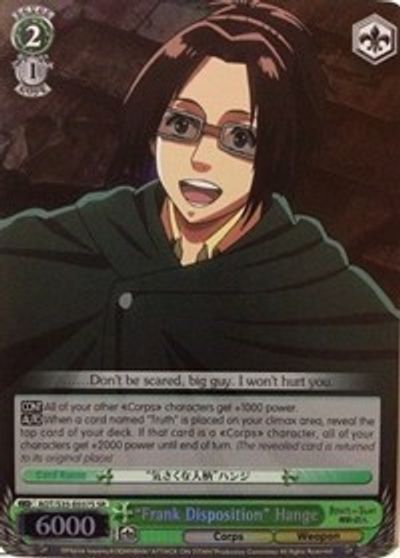 2
1
......Don't be scared, big guy. I won't hurt you.
CONT All of your other «Corps» characters get +1000 power.
AUTO When a card named "Truth" is placed on your climax area, reveal the
top card of your deck. If that card is a «Corps» character, all of your
characters get +2000 power until end of turn. (The revealed card is returned
to its original place)
Card Name
“気さくな人柄”ハンジ
6000
"Frank Disposition" Hange
Corps
Weapon